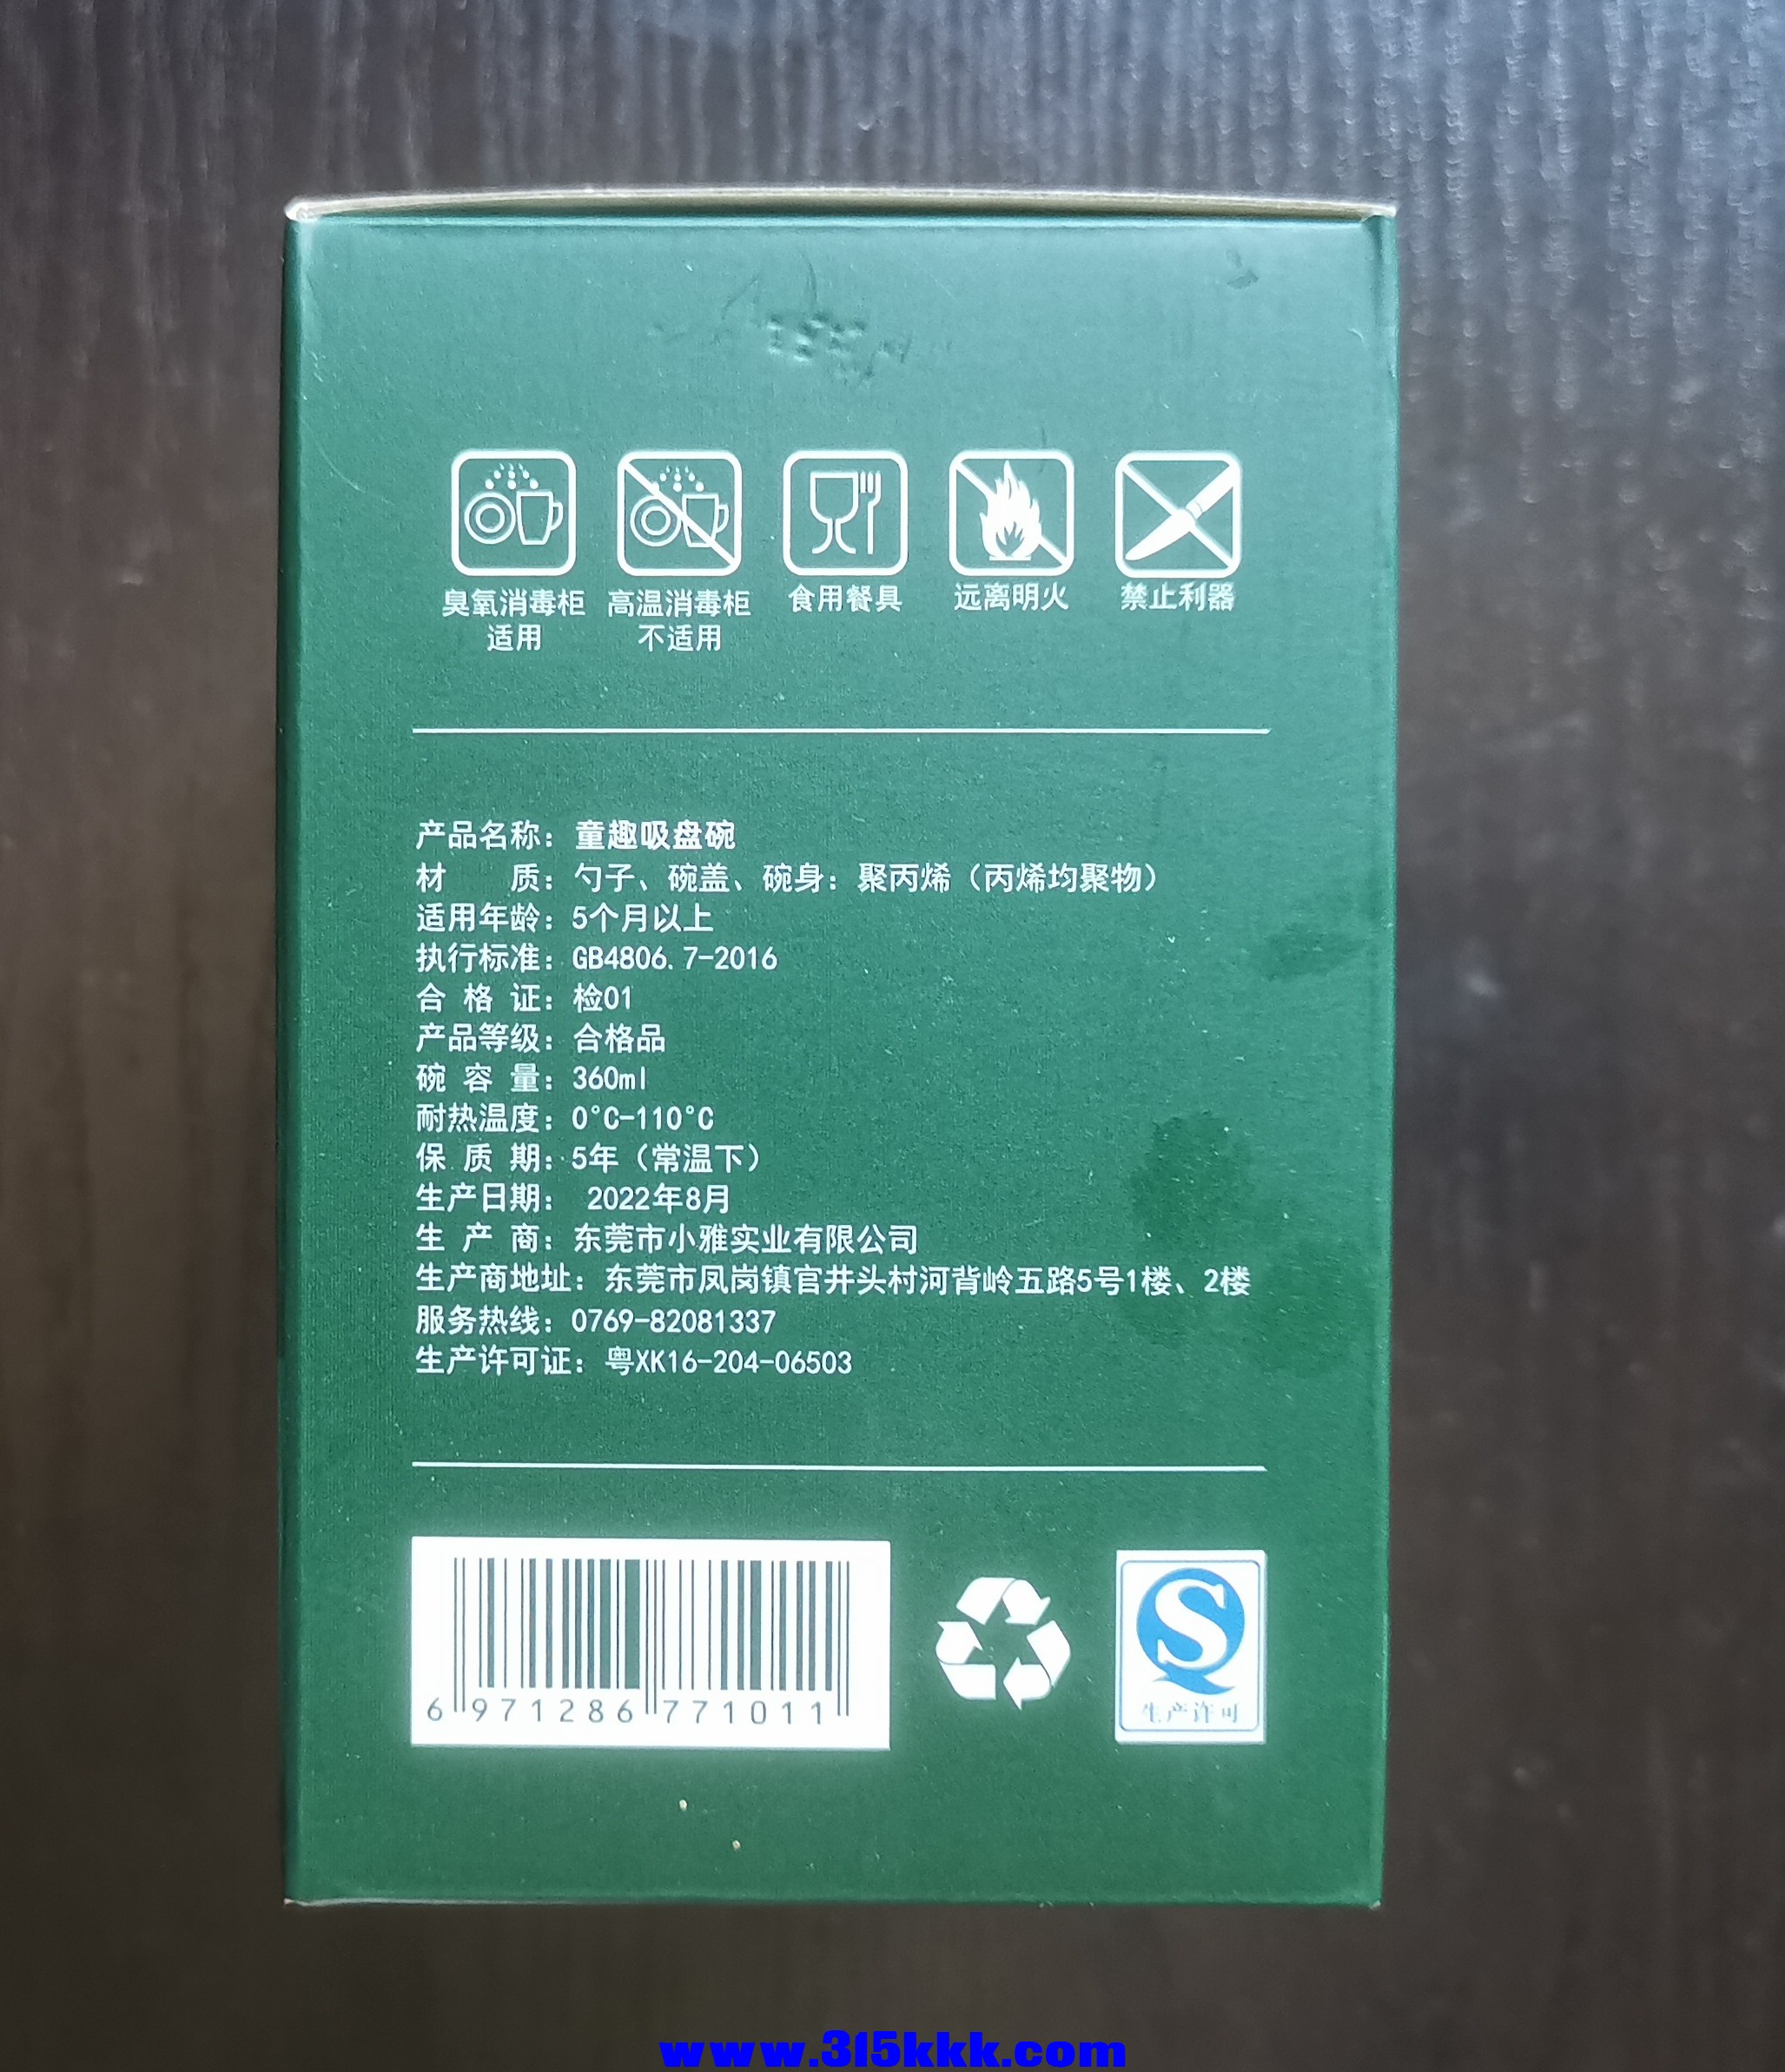 臭氧消毒柜
适用
高温消毒柜
不适用
食用餐具
远离明火
禁止利器
产品名称：童趣吸盘碗
材　　质：勺子、碗盖、碗身：聚丙烯（丙烯均聚物）
适用年龄：5个月以上
执行标准：GB4806.7-2016
合 格 证：检01
产品等级：合格品
碗 容 量：360ml
耐热温度：0°C-110°C
保 质 期：5年（常温下）
生产日期： 2022年8月
生 产 商：东莞市小雅实业有限公司
生产商地址：东莞市凤岗镇官井头村河背岭五路5号1楼、2楼
服务热线：0769-82081337
生产许可证：粤XK16-204-06503
6 971286 771011
生产许可
www.315kkk.com